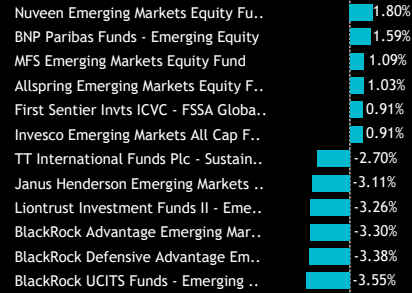 Nuveen Emerging Markets Equity Fu.. 1.80%
BNP Paribas Funds - Emerging Equity 1.59%
MFS Emerging Markets Equity Fund 1.09%
Allspring Emerging Markets Equity F.. 1.03%
First Sentier Invts ICVC - FSSA Globa.. 0.91%
Invesco Emerging Markets All Cap F.. 0.91%
TT International Funds Plc - Sustain.. -2.70%
Janus Henderson Emerging Markets .. -3.11%
Liontrust Investment Funds II - Eme.. -3.26%
BlackRock Advantage Emerging Mar.. -3.30%
BlackRock Defensive Advantage Em.. -3.38%
BlackRock UCITS Funds - Emerging .. -3.55%